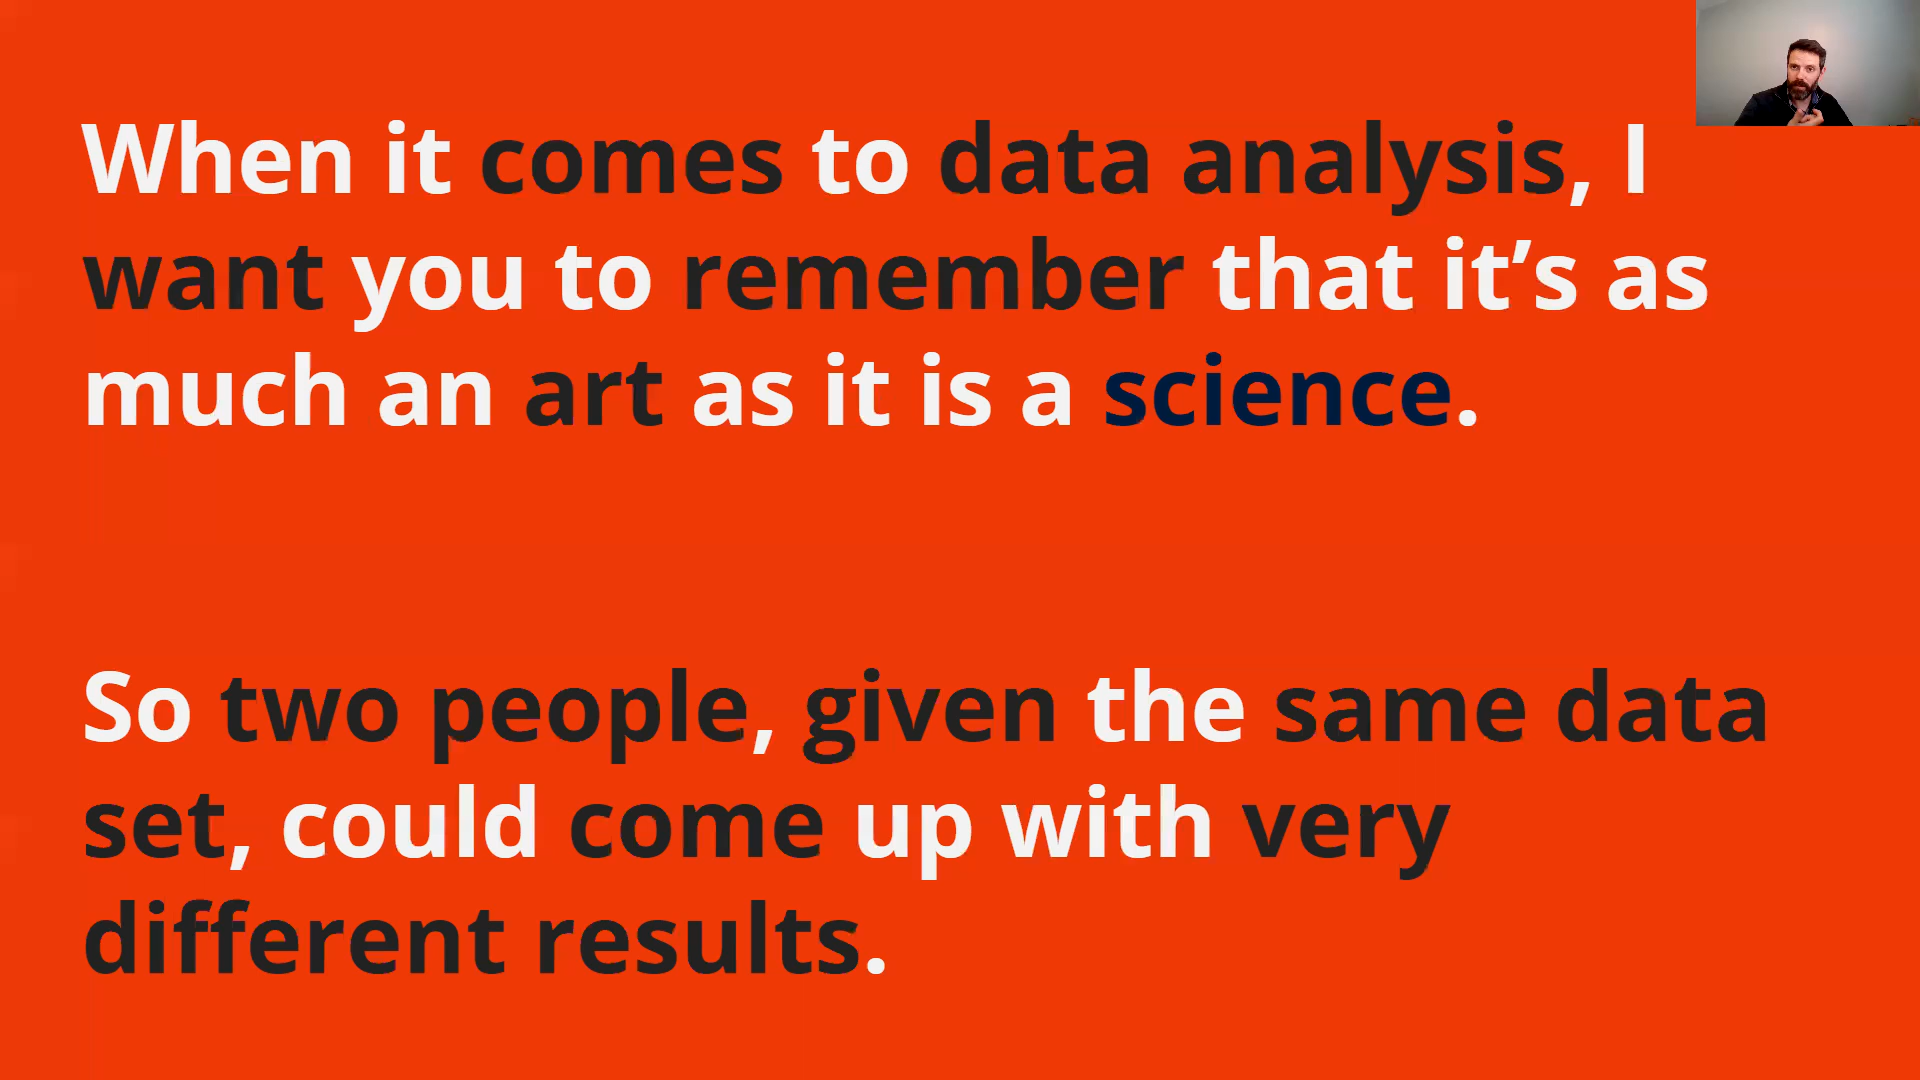 When it comes to data analysis, I
want you to remember that it’s as
much an art as it is a science.
So two people, given the same data
set, could come up with very
different results.